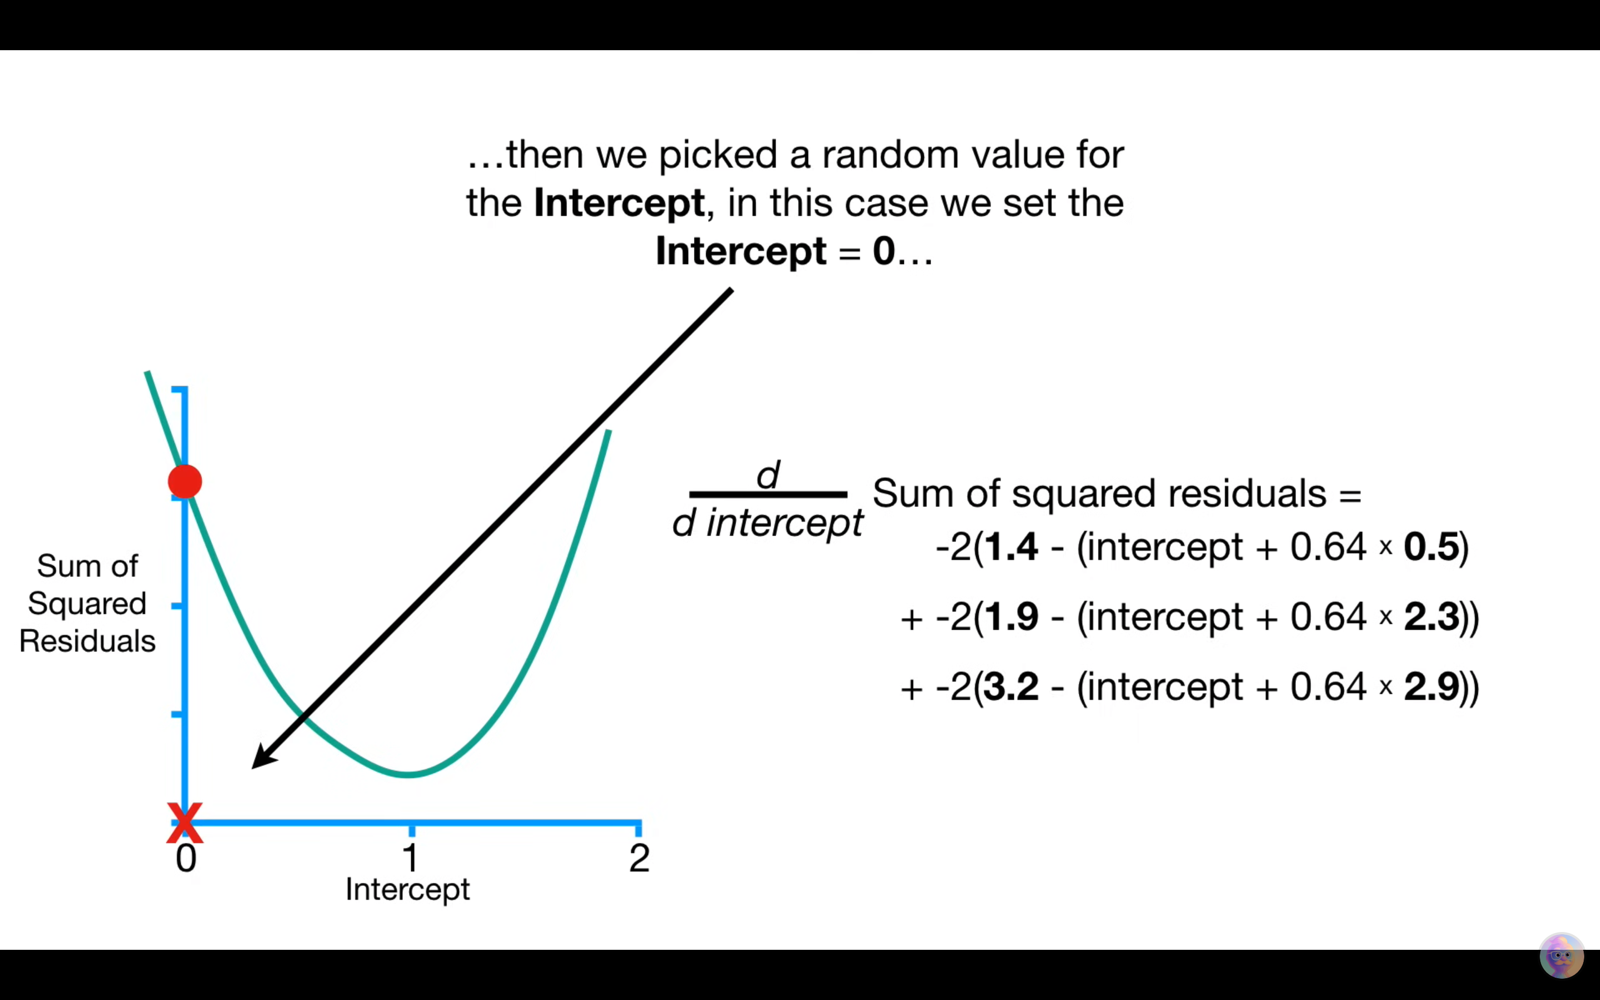 …then we picked a random value for
the Intercept, in this case we set the
Intercept = 0…
d
d intercept
Sum of squared residuals =
-2(1.4 - (intercept + 0.64 x 0.5)
+ -2(1.9 - (intercept + 0.64 x 2.3))
+ -2(3.2 - (intercept + 0.64 x 2.9))
Sum of
Squared
Residuals
X
0
1
2
Intercept